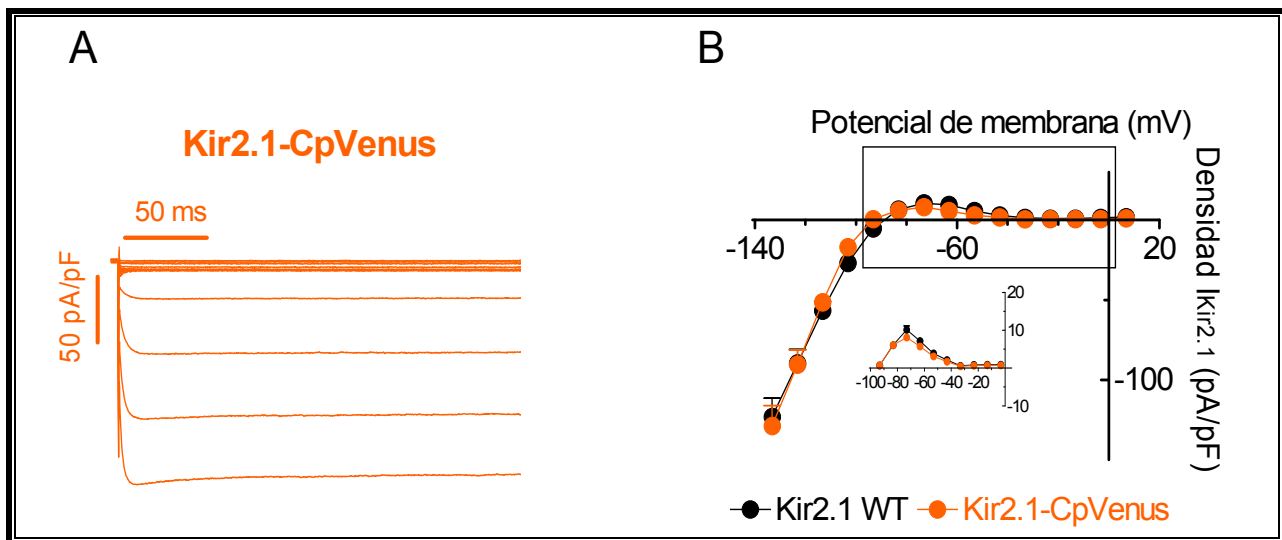 A
Kir2.1-CpVenus
50 ms
50 pA/pF
B
Potencial de membrana (mV)
Densidad IKir2.1 (pA/pF)
-140
-60
20
-100
20
10
0
-10
-100
-80
-60
-40
-20
Kir2.1 WT
Kir2.1-CpVenus